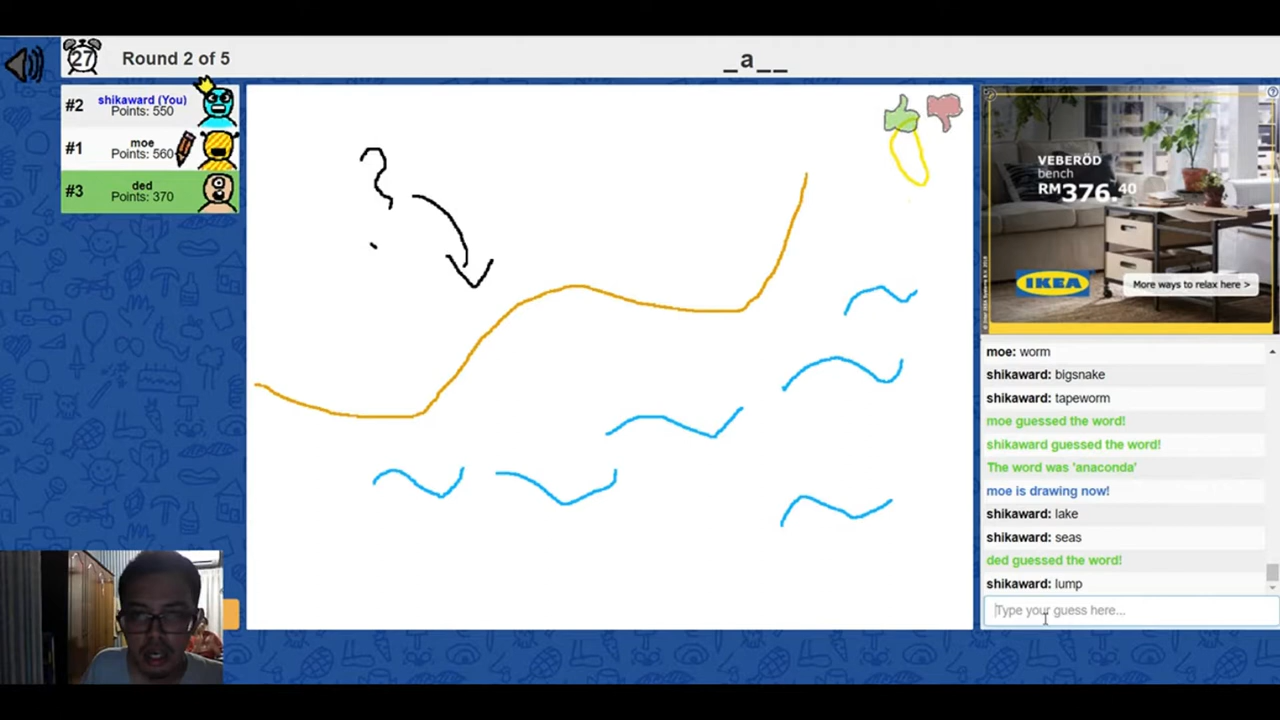 27
Round 2 of 5
_a__
#2 shikaward (You)
Points: 550
#1 moe
Points: 560
#3 ded
Points: 370
?
VEBERÖD
bench
RM376.40
IKEA
More ways to relax here >
moe: worm
shikaward: bigsnake
shikaward: tapeworm
moe guessed the word!
shikaward guessed the word!
The word was 'anaconda'
moe is drawing now!
shikaward: lake
shikaward: seas
ded guessed the word!
shikaward: lump
Type your guess here...